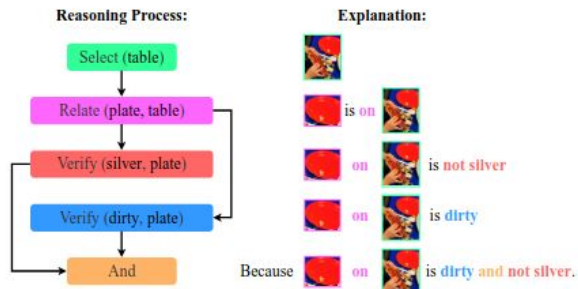 Reasoning Process:
Explanation:
Select (table)
Relate (plate, table)
is on
Verify (silver, plate)
on is not silver
Verify (dirty, plate)
on is dirty
And
Because on is dirty and not silver.